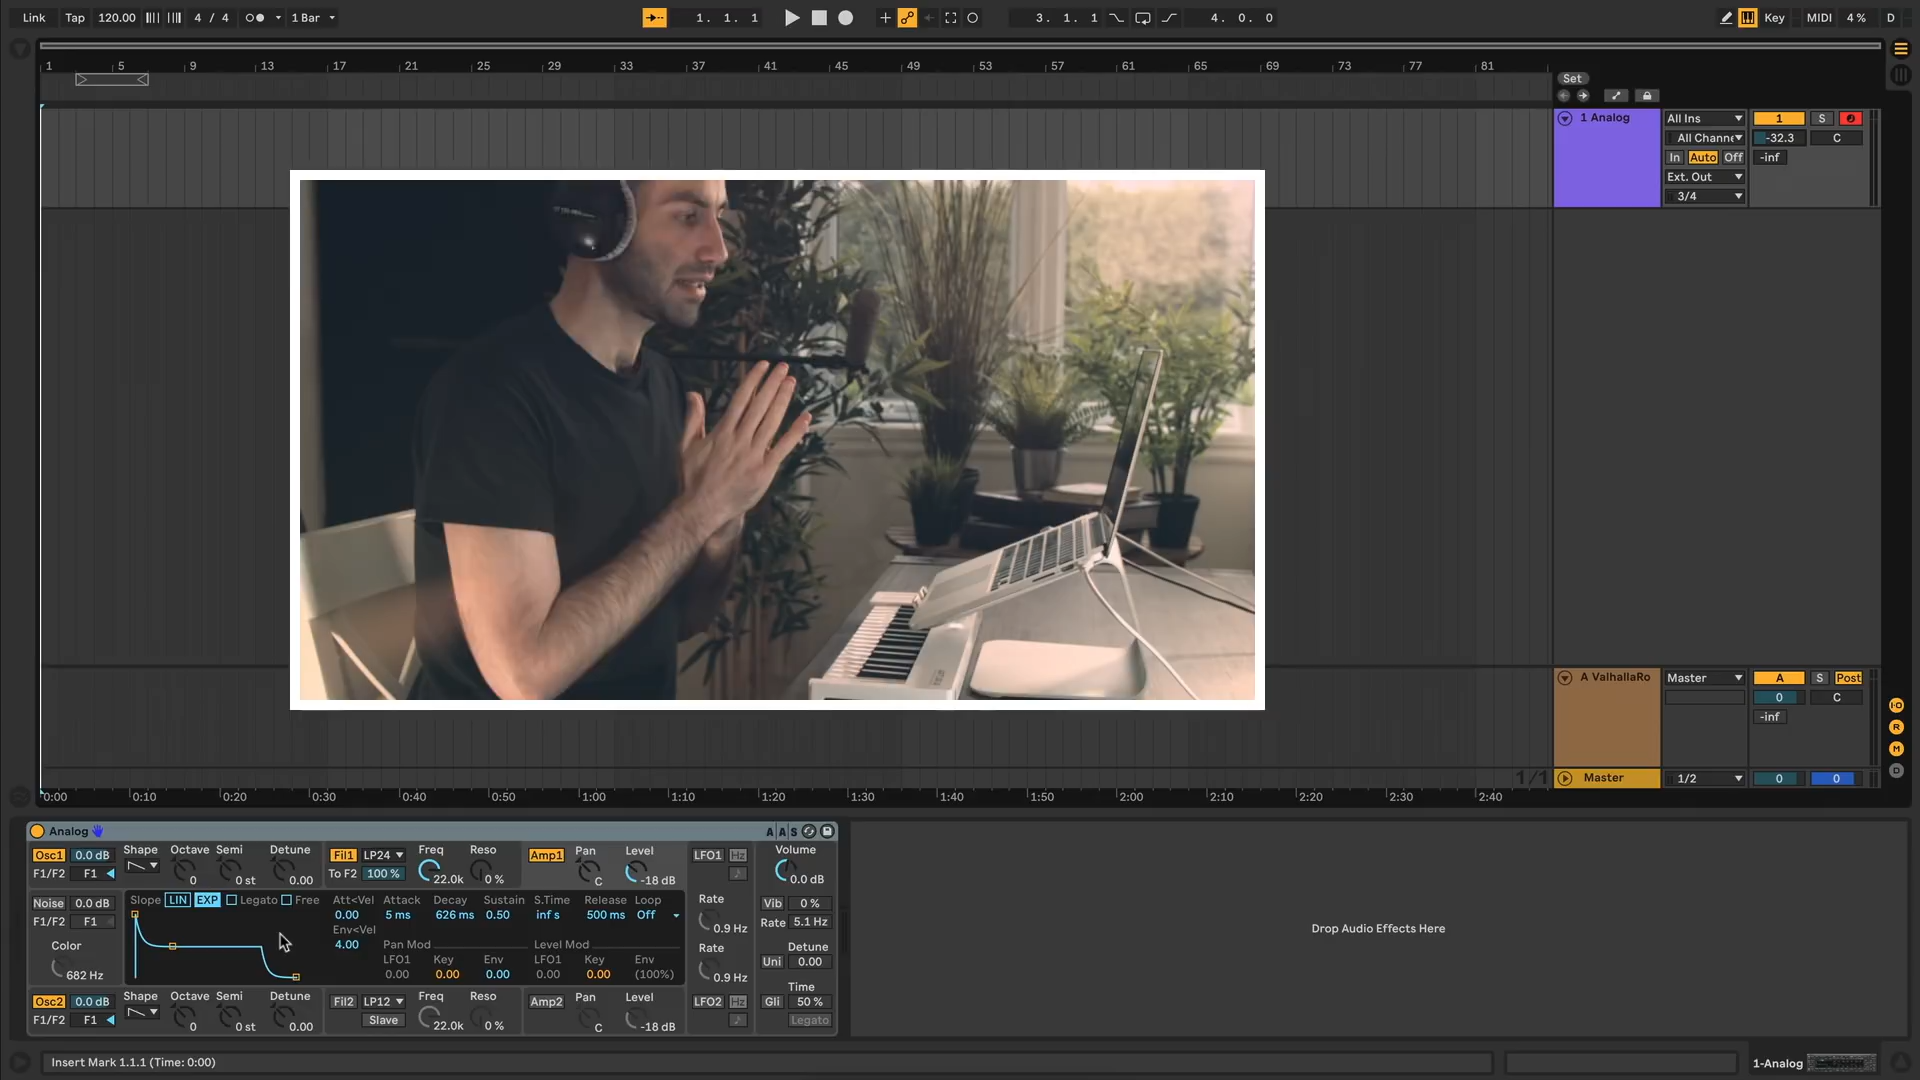 Link Tap 120.00 4 / 4 1 Bar 1. 1. 1 3. 1. 1 4. 0. 0 Key MIDI 4 % D
1 5 9 13 17 21 25 29 33 37 41 45 49 53 57 61 65 69 73 77 81
Set
1 Analog All Ins 1 S
All Channe -32.3 C
In Auto Off -inf
Ext. Out
3/4
A ValhallaRo Master A S Post
0 C
-inf
1/1 Master 1/2 0 0
I·O
R
M
D
0:00 0:10 0:20 0:30 0:40 0:50 1:00 1:10 1:20 1:30 1:40 1:50 2:00 2:10 2:20 2:30 2:40
Analog A A S
Osc1 0.0 dB Shape Octave Semi Detune Fil1 LP24 Freq Reso Amp1 Pan Level LFO1 Hz Volume
F1/F2 F1 0 0 st 0.00 To F2 100 % 22.0k 0 % C -18 dB 0.0 dB
Noise 0.0 dB Slope LIN EXP Legato Free Att<Vel Attack Decay Sustain S.Time Release Loop Rate Vib 0 %
F1/F2 F1 0.00 5 ms 626 ms 0.50 inf s 500 ms Off 0.9 Hz Rate 5.1 Hz
Color Env<Vel Pan Mod Level Mod Rate Detune
682 Hz 4.00 LFO1 Key Env LFO1 Key Env 0.9 Hz Uni 0.00
0.00 0.00 0.00 0.00 0.00 (100%)
Osc2 0.0 dB Shape Octave Semi Detune Fil2 LP12 Freq Reso Amp2 Pan Level LFO2 Hz Time
Gli 50 %
F1/F2 F1 0 0 st 0.00 Slave 22.0k 0 % C -18 dB Legato
Drop Audio Effects Here
Insert Mark 1.1.1 (Time: 0:00) 1-Analog